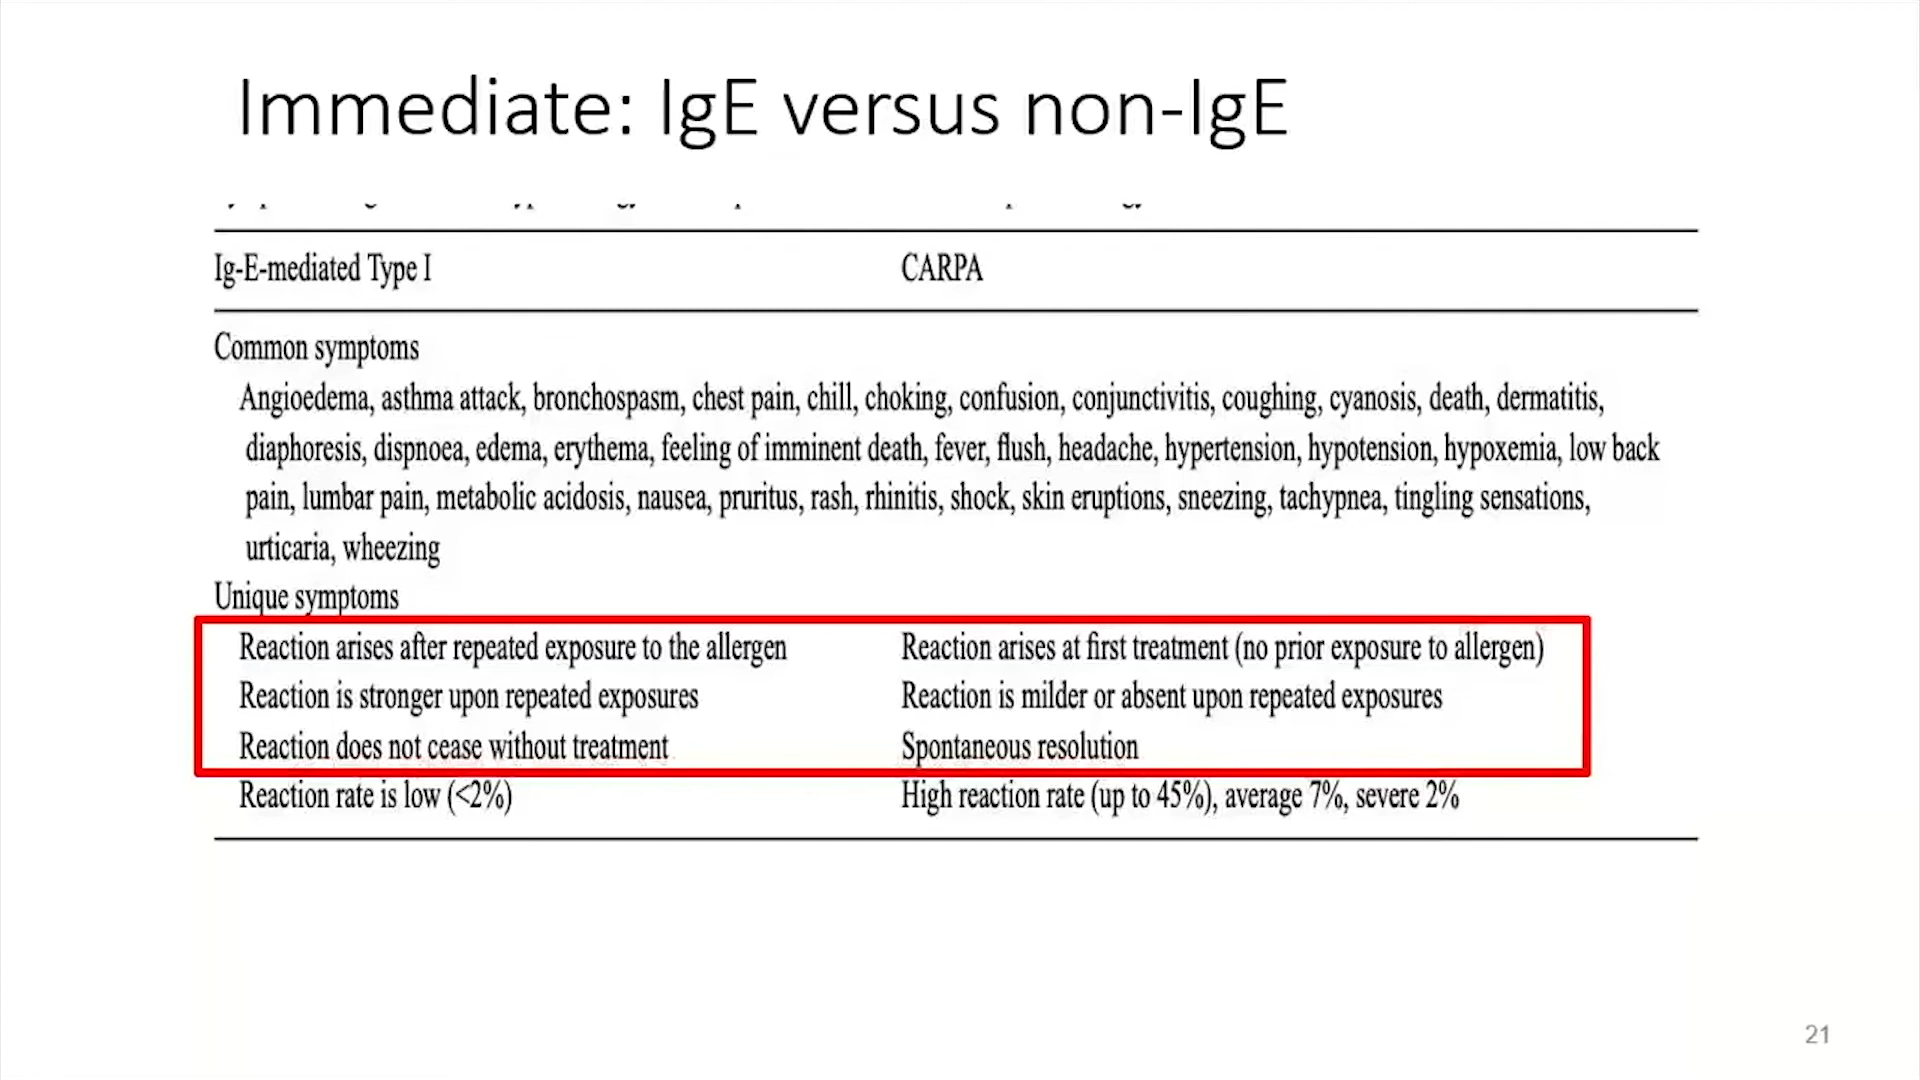 Immediate: IgE versus non-IgE
Ig-E-mediated Type I CARPA
Common symptoms
Angioedema, asthma attack, bronchospasm, chest pain, chill, choking, confusion, conjunctivitis, coughing, cyanosis, death, dermatitis,
diaphoresis, dispnoea, edema, erythema, feeling of imminent death, fever, flush, headache, hypertension, hypotension, hypoxemia, low back
pain, lumbar pain, metabolic acidosis, nausea, pruritus, rash, rhinitis, shock, skin eruptions, sneezing, tachypnea, tingling sensations,
urticaria, wheezing
Unique symptoms
Reaction arises after repeated exposure to the allergen Reaction arises at first treatment (no prior exposure to allergen)
Reaction is stronger upon repeated exposures Reaction is milder or absent upon repeated exposures
Reaction does not cease without treatment Spontaneous resolution
Reaction rate is low (<2%) High reaction rate (up to 45%), average 7%, severe 2%
21